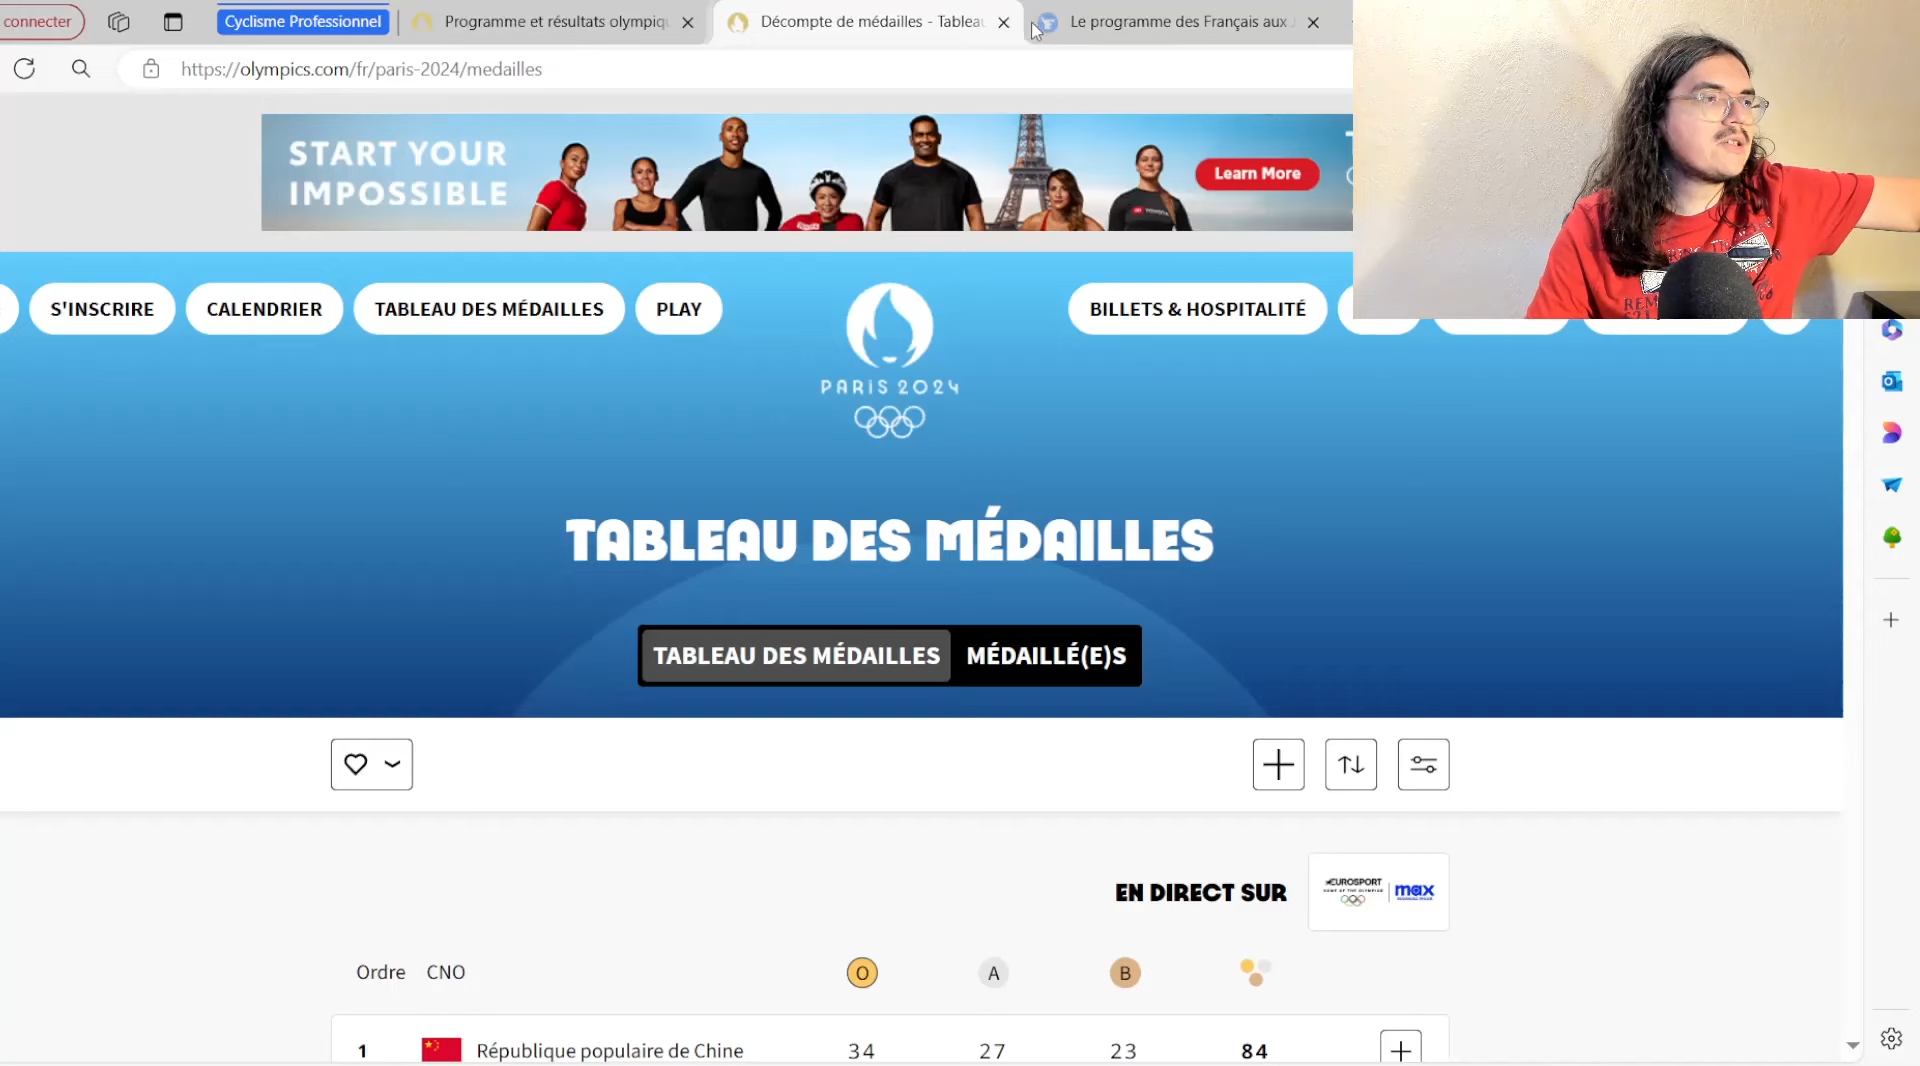 connecter
Cyclisme Professionnel
Programme et résultats olympiq
Décompte de médailles - Tableau
Le programme des Français aux
https://olympics.com/fr/paris-2024/medailles
START YOUR
IMPOSSIBLE
Learn More
S'INSCRIRE
CALENDRIER
TABLEAU DES MÉDAILLES
PLAY
BILLETS & HOSPITALITÉ
PARIS 2024
TABLEAU DES MÉDAILLES
TABLEAU DES MÉDAILLES
MÉDAILLÉ(E)S
EN DIRECT SUR
EUROSPORT
max
Ordre CNO O A B
1 République populaire de Chine 34 27 23 84